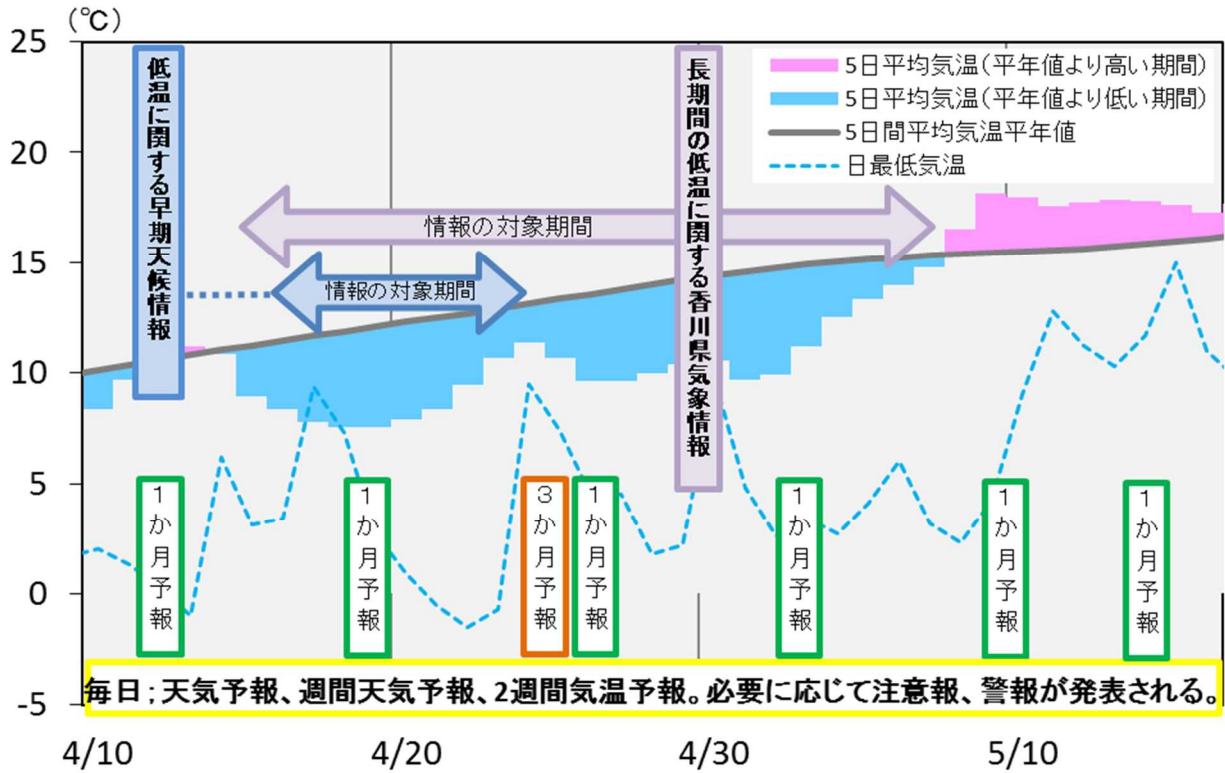 (℃)
25
20
15
10
5
0
-5
4/10
4/20
4/30
5/10
5日平均気温(平年値より高い期間)
5日平均気温(平年値より低い期間)
5日間平均気温平年値
日最低気温
低温に関する早期天候情報
長期間の低温に関する香川県気象情報
情報の対象期間
情報の対象期間
1か月予報
1か月予報
3か月予報
1か月予報
1か月予報
1か月予報
1か月予報
毎日;天気予報、週間天気予報、2週間気温予報。必要に応じて注意報、警報が発表される。